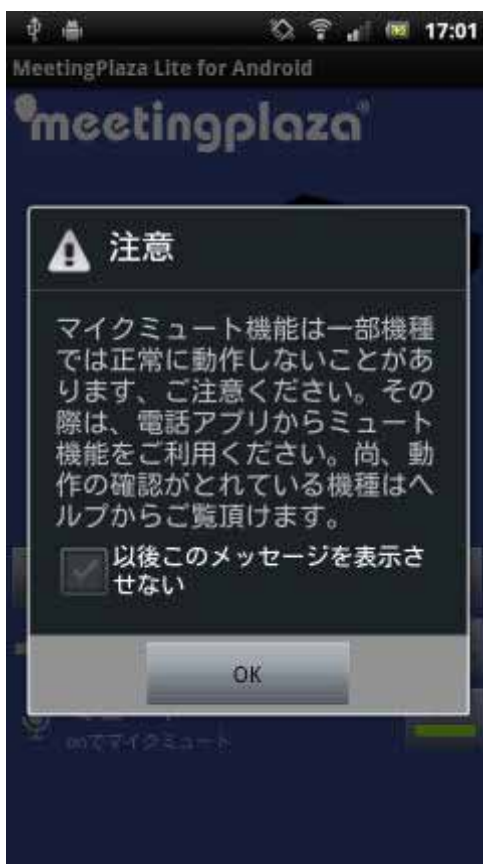 17:01
MeetingPlaza Lite for Android
meetingplaza
注意
マイクミュート機能は一部機種
では正常に動作しないことがあ
ります、ご注意ください。その
際は、電話アプリからミュート
機能をご利用ください。尚、動
作の確認がとれている機種はヘ
ルプからご覧頂けます。
以後このメッセージを表示さ
せない
OK
onでマイクミュート